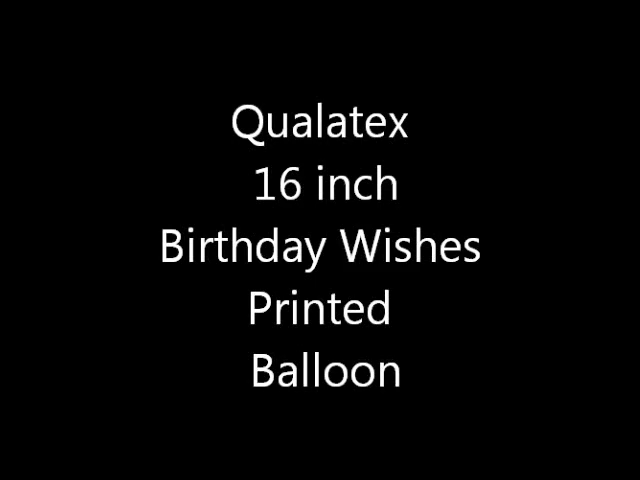 Qualatex
16 inch
Birthday Wishes
Printed
Balloon